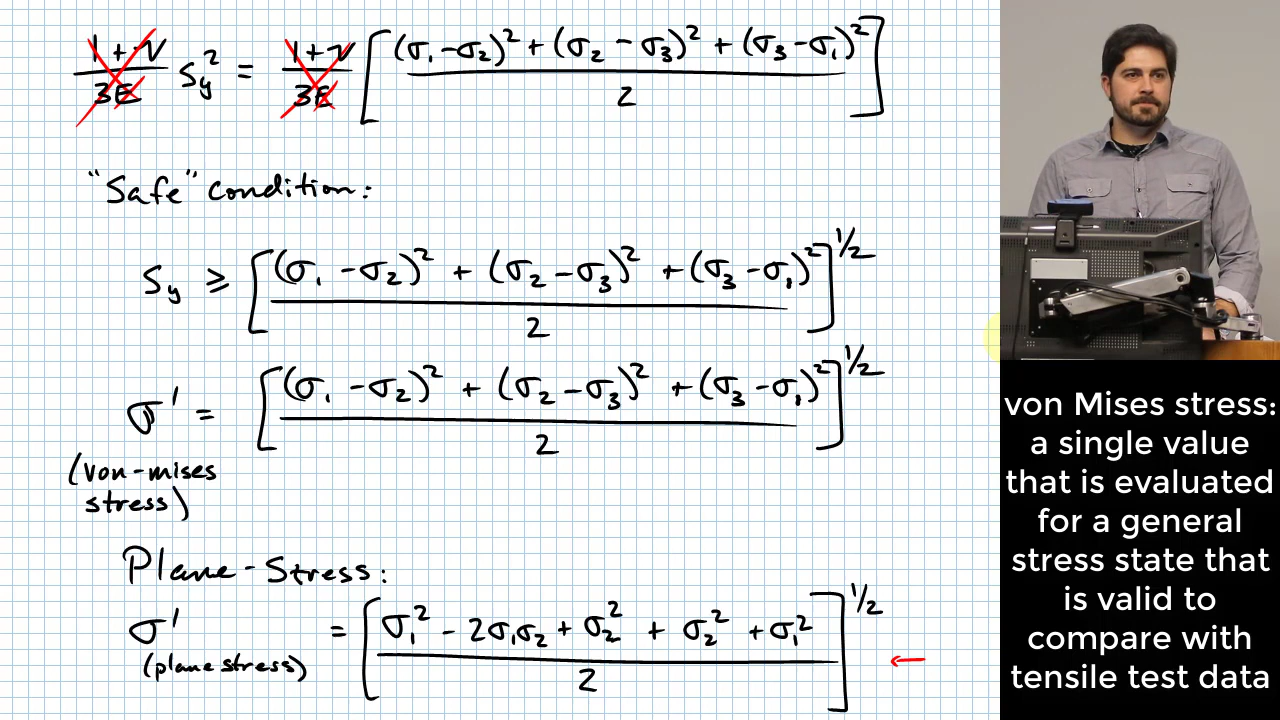 (1+ν)/(3E) Sy² = (1+ν)/(3E) [ ((σ₁-σ₂)² + (σ₂-σ₃)² + (σ₃-σ₁)²) / 2 ]
"Safe" condition:
Sy ≥ [ ((σ₁-σ₂)² + (σ₂-σ₃)² + (σ₃-σ₁)²) / 2 ]^1/2
σ' = [ ((σ₁-σ₂)² + (σ₂-σ₃)² + (σ₃-σ₁)²) / 2 ]^1/2
(von-mises
stress)
Plane-Stress:
σ' = [ (σ₁² - 2σ₁σ₂ + σ₂² + σ₂² + σ₁²) / 2 ]^1/2 ←
(plane stress)
von Mises stress:
a single value
that is evaluated
for a general
stress state that
is valid to
compare with
tensile test data